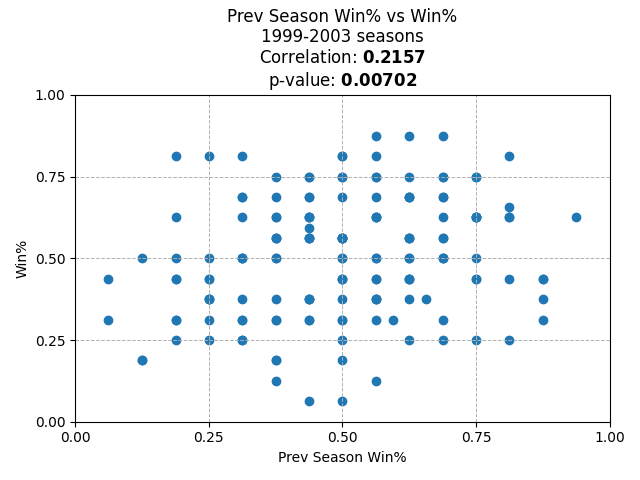 Prev Season Win% vs Win%
1999-2003 seasons
Correlation: 0.2157
p-value: 0.00702
1.00
0.75
Win%
0.50
0.25
0.00
0.00 0.25 0.50 0.75 1.00
Prev Season Win%